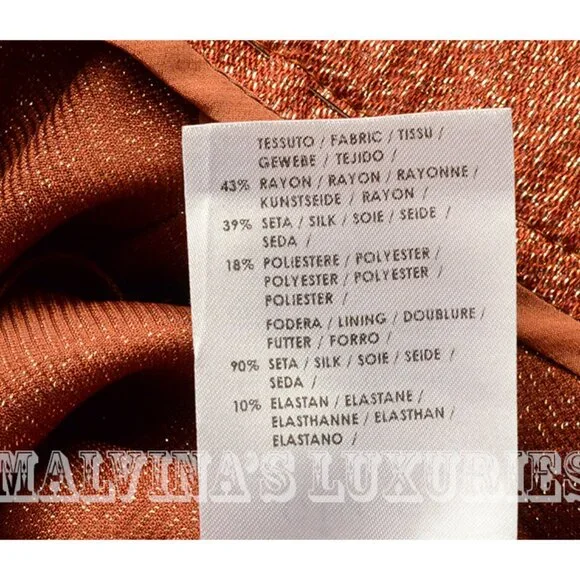 TESSUTO / FABRIC / TISSU /
GEWEBE / TEJIDO /
43% RAYON / RAYON / RAYONNE /
KUNSTSEIDE / RAYON /
39% SETA / SILK / SOIE / SEIDE /
SEDA /
18% POLIESTERE / POLYESTER /
POLYESTER / POLYESTER /
POLIESTER /
FODERA / LINING / DOUBLURE /
FUTTER / FORRO /
90% SETA / SILK / SOIE / SEIDE /
SEDA /
10% ELASTAN / ELASTANE /
ELASTHANNE / ELASTHAN /
ELASTANO /
MALVINA'S LUXURIES